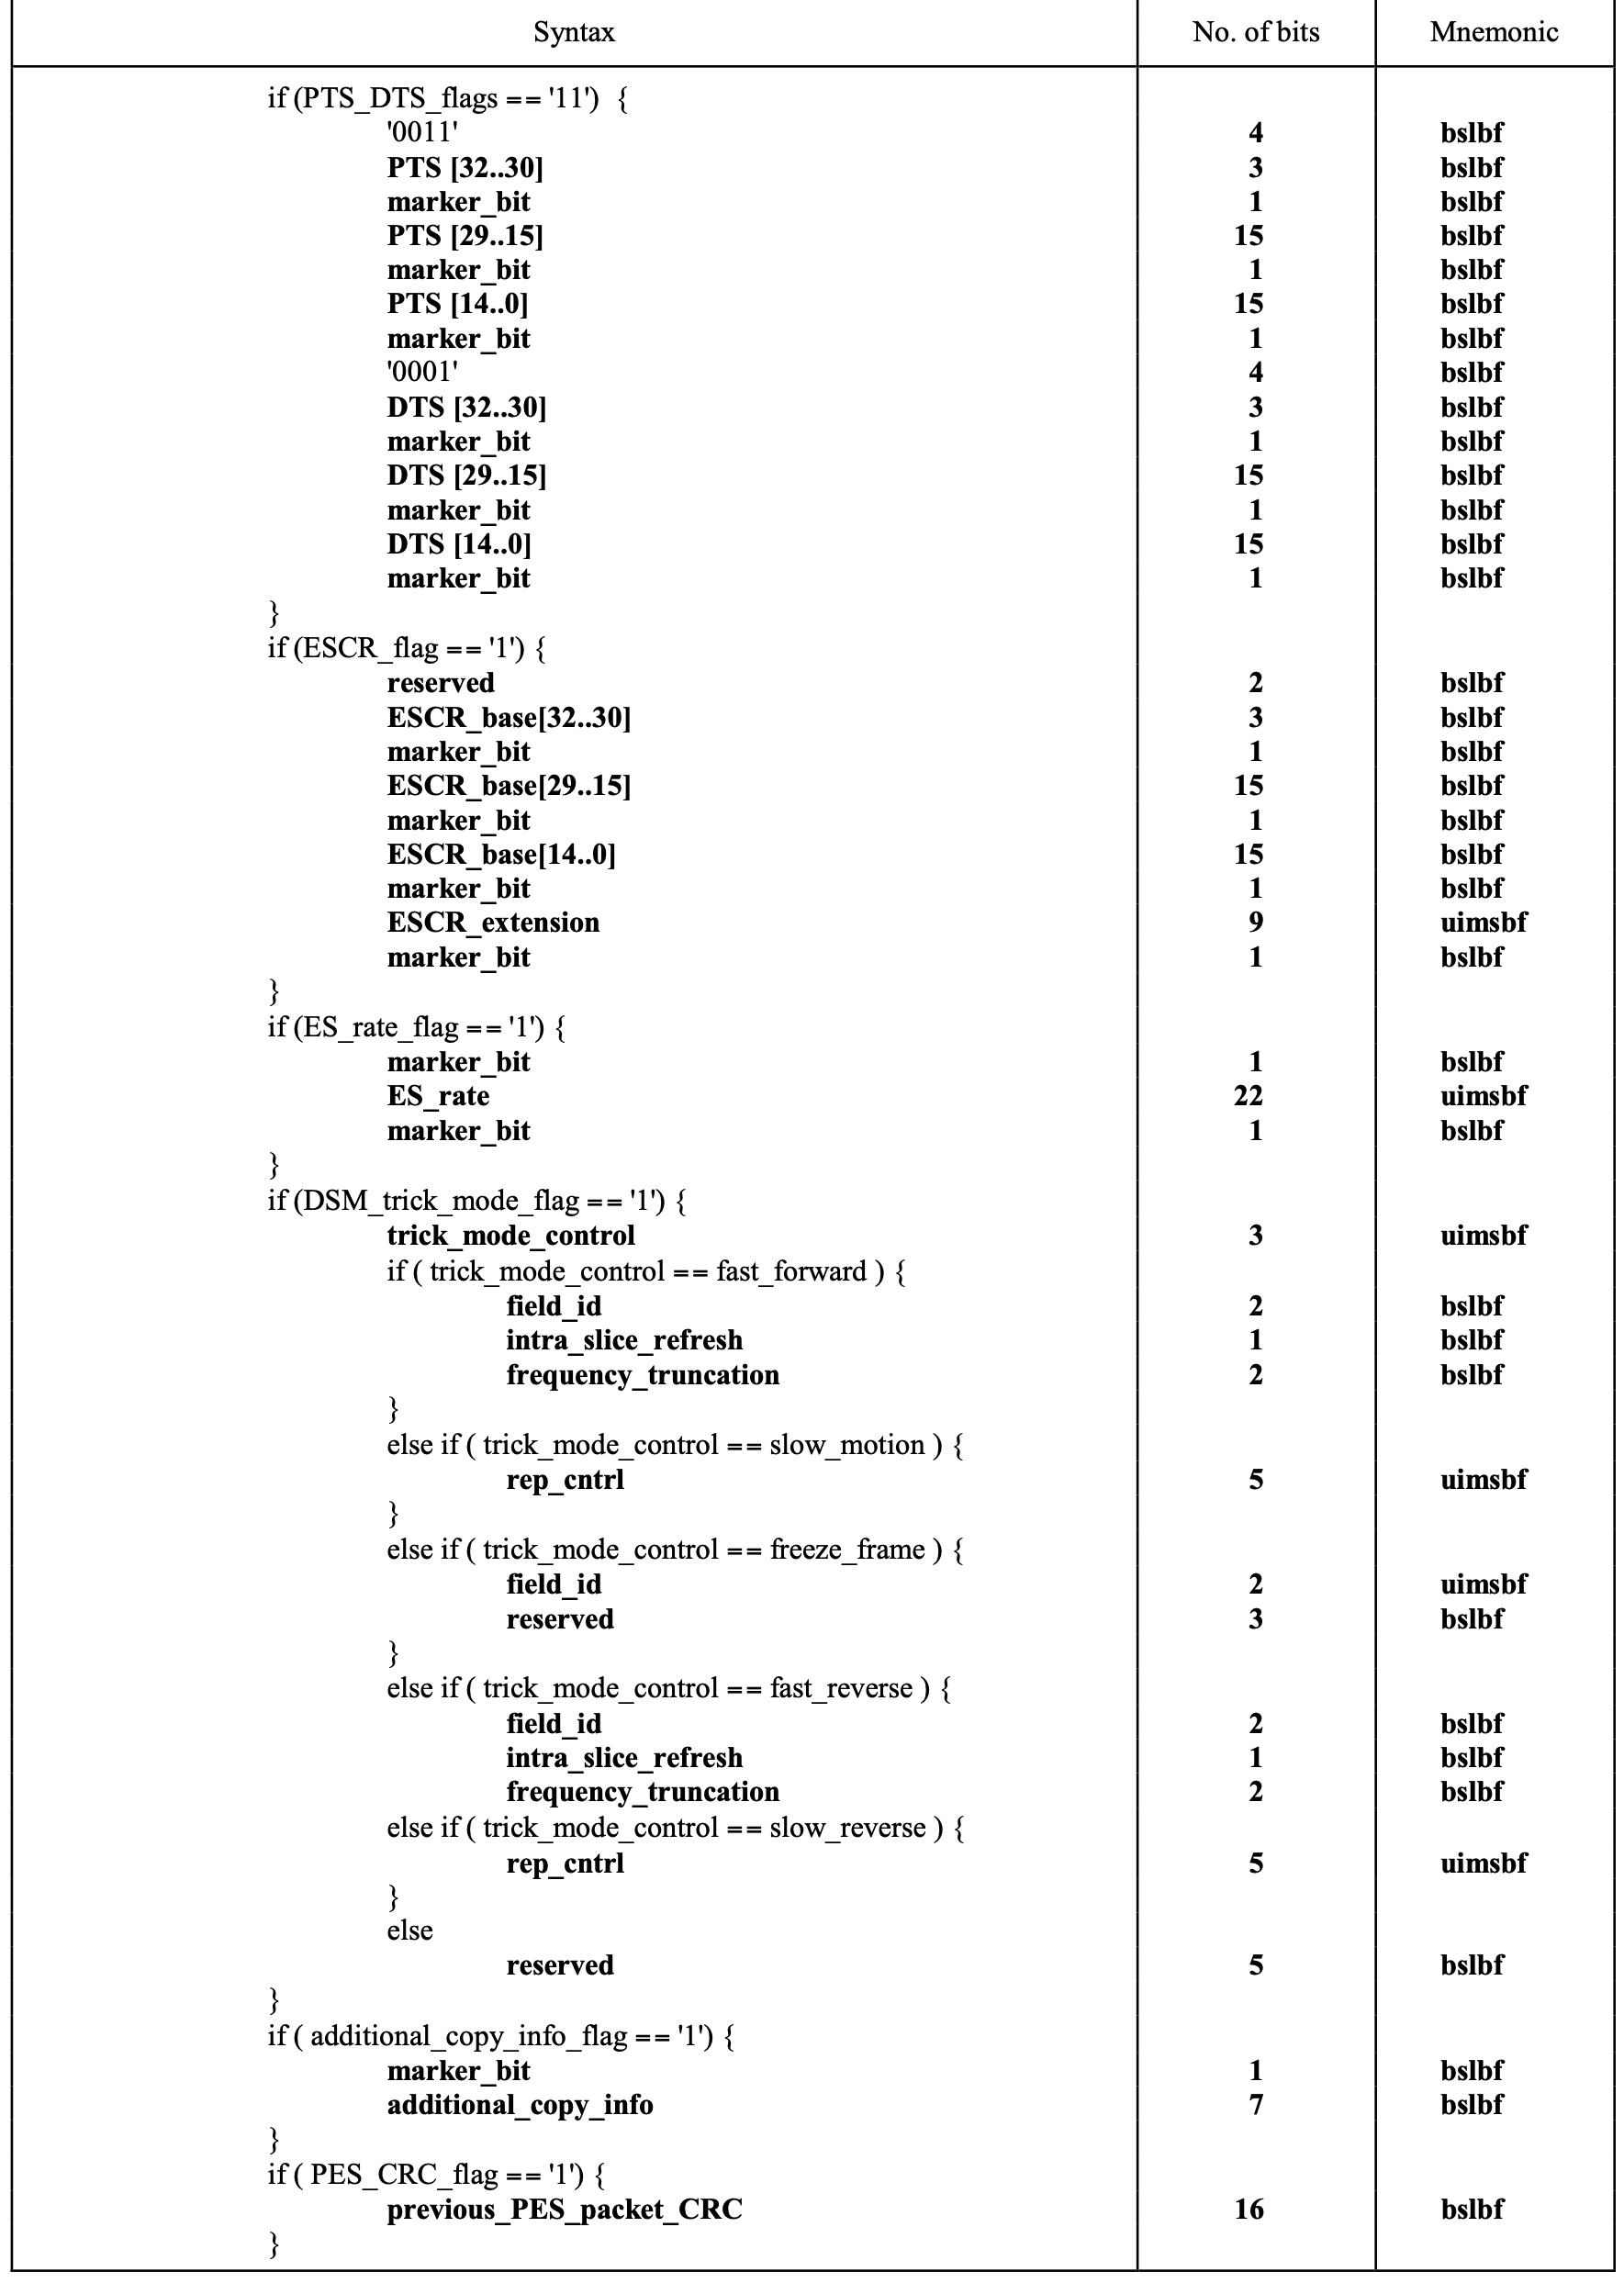 Syntax No. of bits Mnemonic
if (PTS_DTS_flags == '11') {
'0011' 4 bslbf
PTS [32..30] 3 bslbf
marker_bit 1 bslbf
PTS [29..15] 15 bslbf
marker_bit 1 bslbf
PTS [14..0] 15 bslbf
marker_bit 1 bslbf
'0001' 4 bslbf
DTS [32..30] 3 bslbf
marker_bit 1 bslbf
DTS [29..15] 15 bslbf
marker_bit 1 bslbf
DTS [14..0] 15 bslbf
marker_bit 1 bslbf
}
if (ESCR_flag == '1') {
reserved 2 bslbf
ESCR_base[32..30] 3 bslbf
marker_bit 1 bslbf
ESCR_base[29..15] 15 bslbf
marker_bit 1 bslbf
ESCR_base[14..0] 15 bslbf
marker_bit 1 bslbf
ESCR_extension 9 uimsbf
marker_bit 1 bslbf
}
if (ES_rate_flag == '1') {
marker_bit 1 bslbf
ES_rate 22 uimsbf
marker_bit 1 bslbf
}
if (DSM_trick_mode_flag == '1') {
trick_mode_control 3 uimsbf
if ( trick_mode_control == fast_forward ) {
field_id 2 bslbf
intra_slice_refresh 1 bslbf
frequency_truncation 2 bslbf
}
else if ( trick_mode_control == slow_motion ) {
rep_cntrl 5 uimsbf
}
else if ( trick_mode_control == freeze_frame ) {
field_id 2 uimsbf
reserved 3 bslbf
}
else if ( trick_mode_control == fast_reverse ) {
field_id 2 bslbf
intra_slice_refresh 1 bslbf
frequency_truncation 2 bslbf
else if ( trick_mode_control == slow_reverse ) {
rep_cntrl 5 uimsbf
}
else
reserved 5 bslbf
}
if ( additional_copy_info_flag == '1') {
marker_bit 1 bslbf
additional_copy_info 7 bslbf
}
if ( PES_CRC_flag == '1') {
previous_PES_packet_CRC 16 bslbf
}